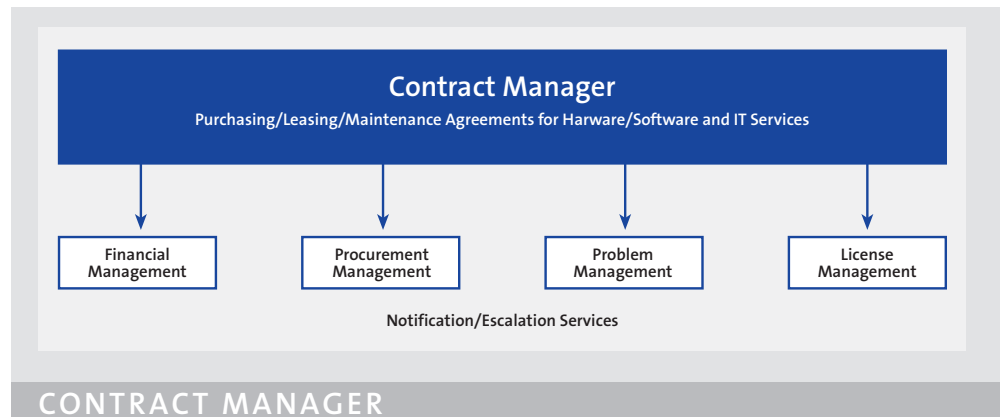 Contract Manager
Purchasing/Leasing/Maintenance Agreements for Harware/Software and IT Services
Financial
Management
Procurement
Management
Problem
Management
License
Management
Notification/Escalation Services
CONTRACT MANAGER